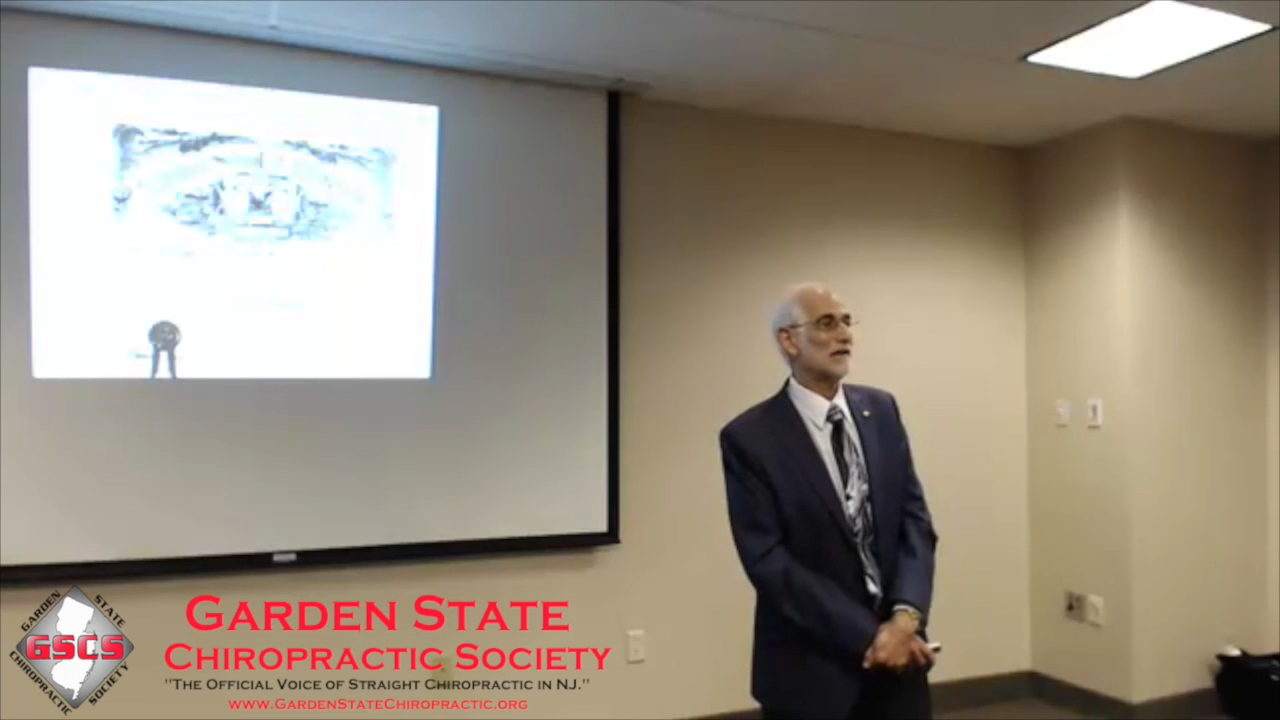 GARDEN STATE
CHIROPRACTIC SOCIETY
"THE OFFICIAL VOICE OF STRAIGHT CHIROPRACTIC IN NJ."
WWW.GARDENSTATECHIROPRACTIC.ORG
GARDEN STATE
GSCS
CHIROPRACTIC SOCIETY